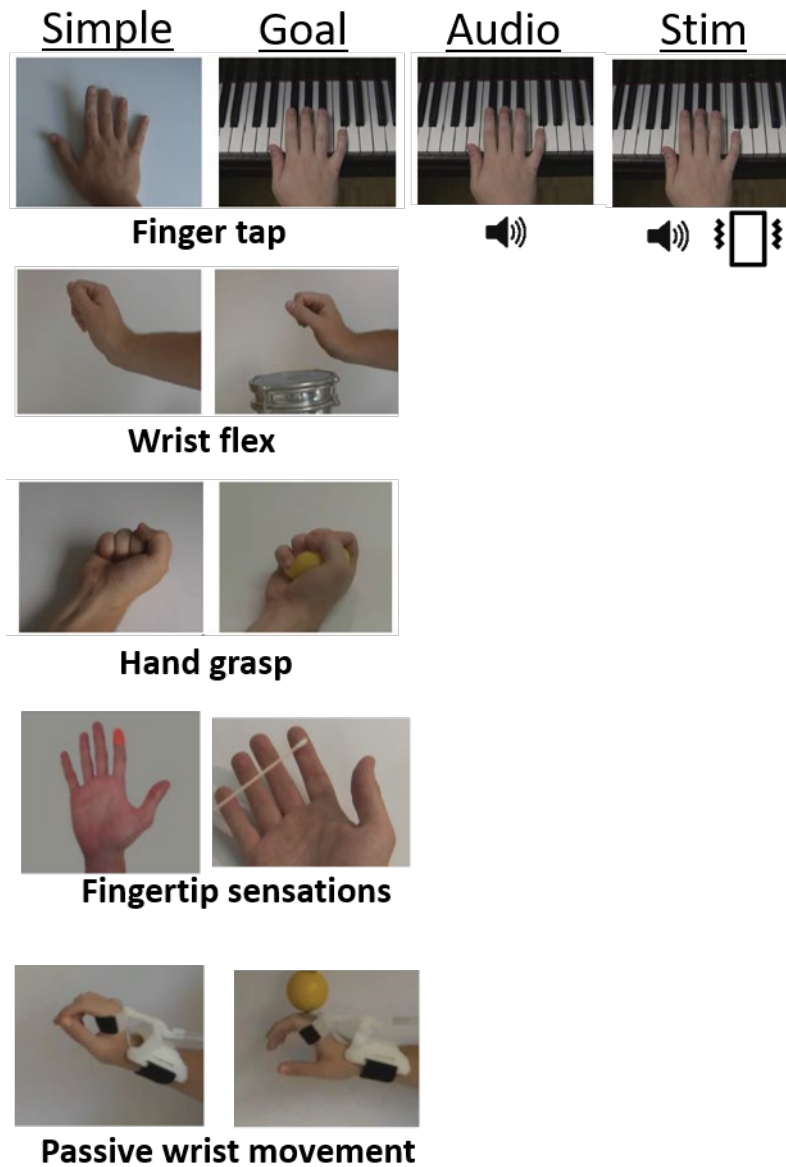 Simple Goal Audio Stim
Finger tap
Wrist flex
Hand grasp
Fingertip sensations
Passive wrist movement